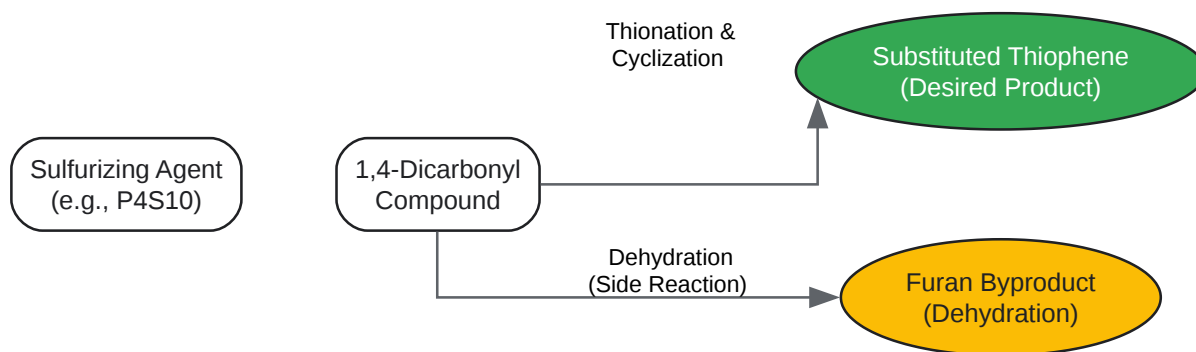 Thionation &
Cyclization
Substituted Thiophene
(Desired Product)
Sulfurizing Agent
(e.g., P4S10)
1,4-Dicarbonyl
Compound
Dehydration
(Side Reaction)
Furan Byproduct
(Dehydration)